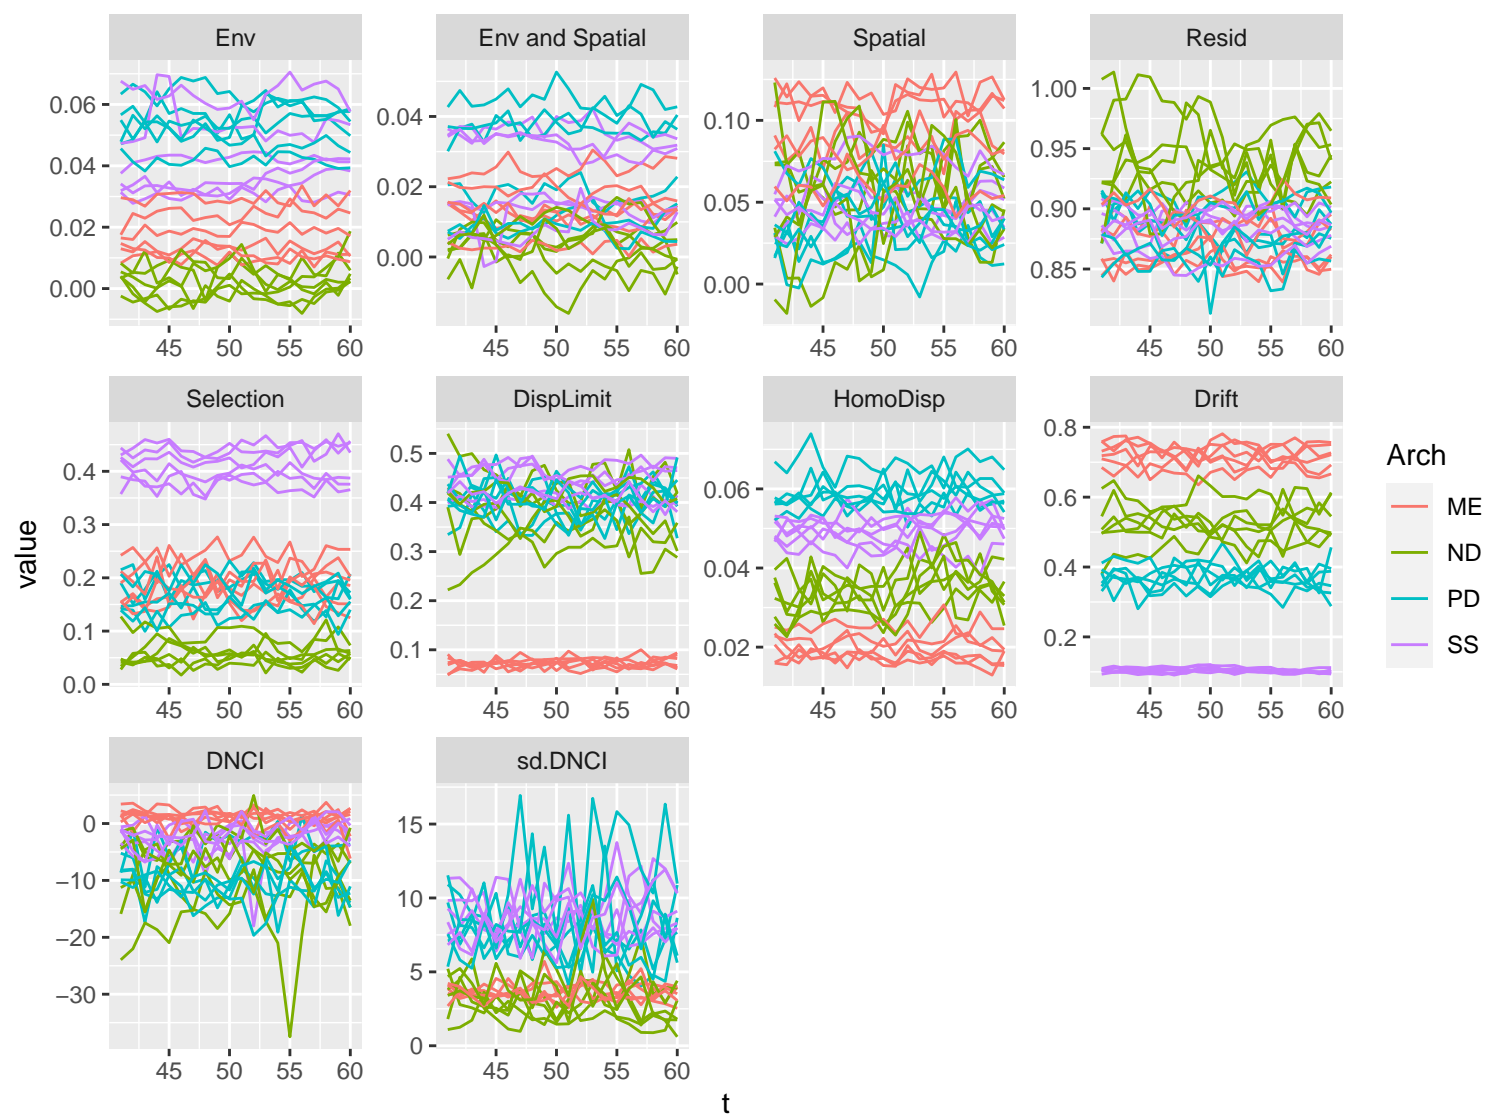 Env
Env and Spatial
Spatial
Resid
0.06
0.04
0.02
0.00
0.04
0.02
0.00
0.10
0.05
0.00
1.00
0.95
0.90
0.85
45 50 55 60
45 50 55 60
45 50 55 60
45 50 55 60
Selection
DispLimit
HomoDisp
Drift
0.4
0.3
0.2
0.1
0.0
0.5
0.4
0.3
0.2
0.1
0.06
0.04
0.02
0.8
0.6
0.4
0.2
45 50 55 60
45 50 55 60
45 50 55 60
45 50 55 60
DNCI
sd.DNCI
0
−10
−20
−30
15
10
5
0
45 50 55 60
45 50 55 60
value
t
Arch
ME
ND
PD
SS